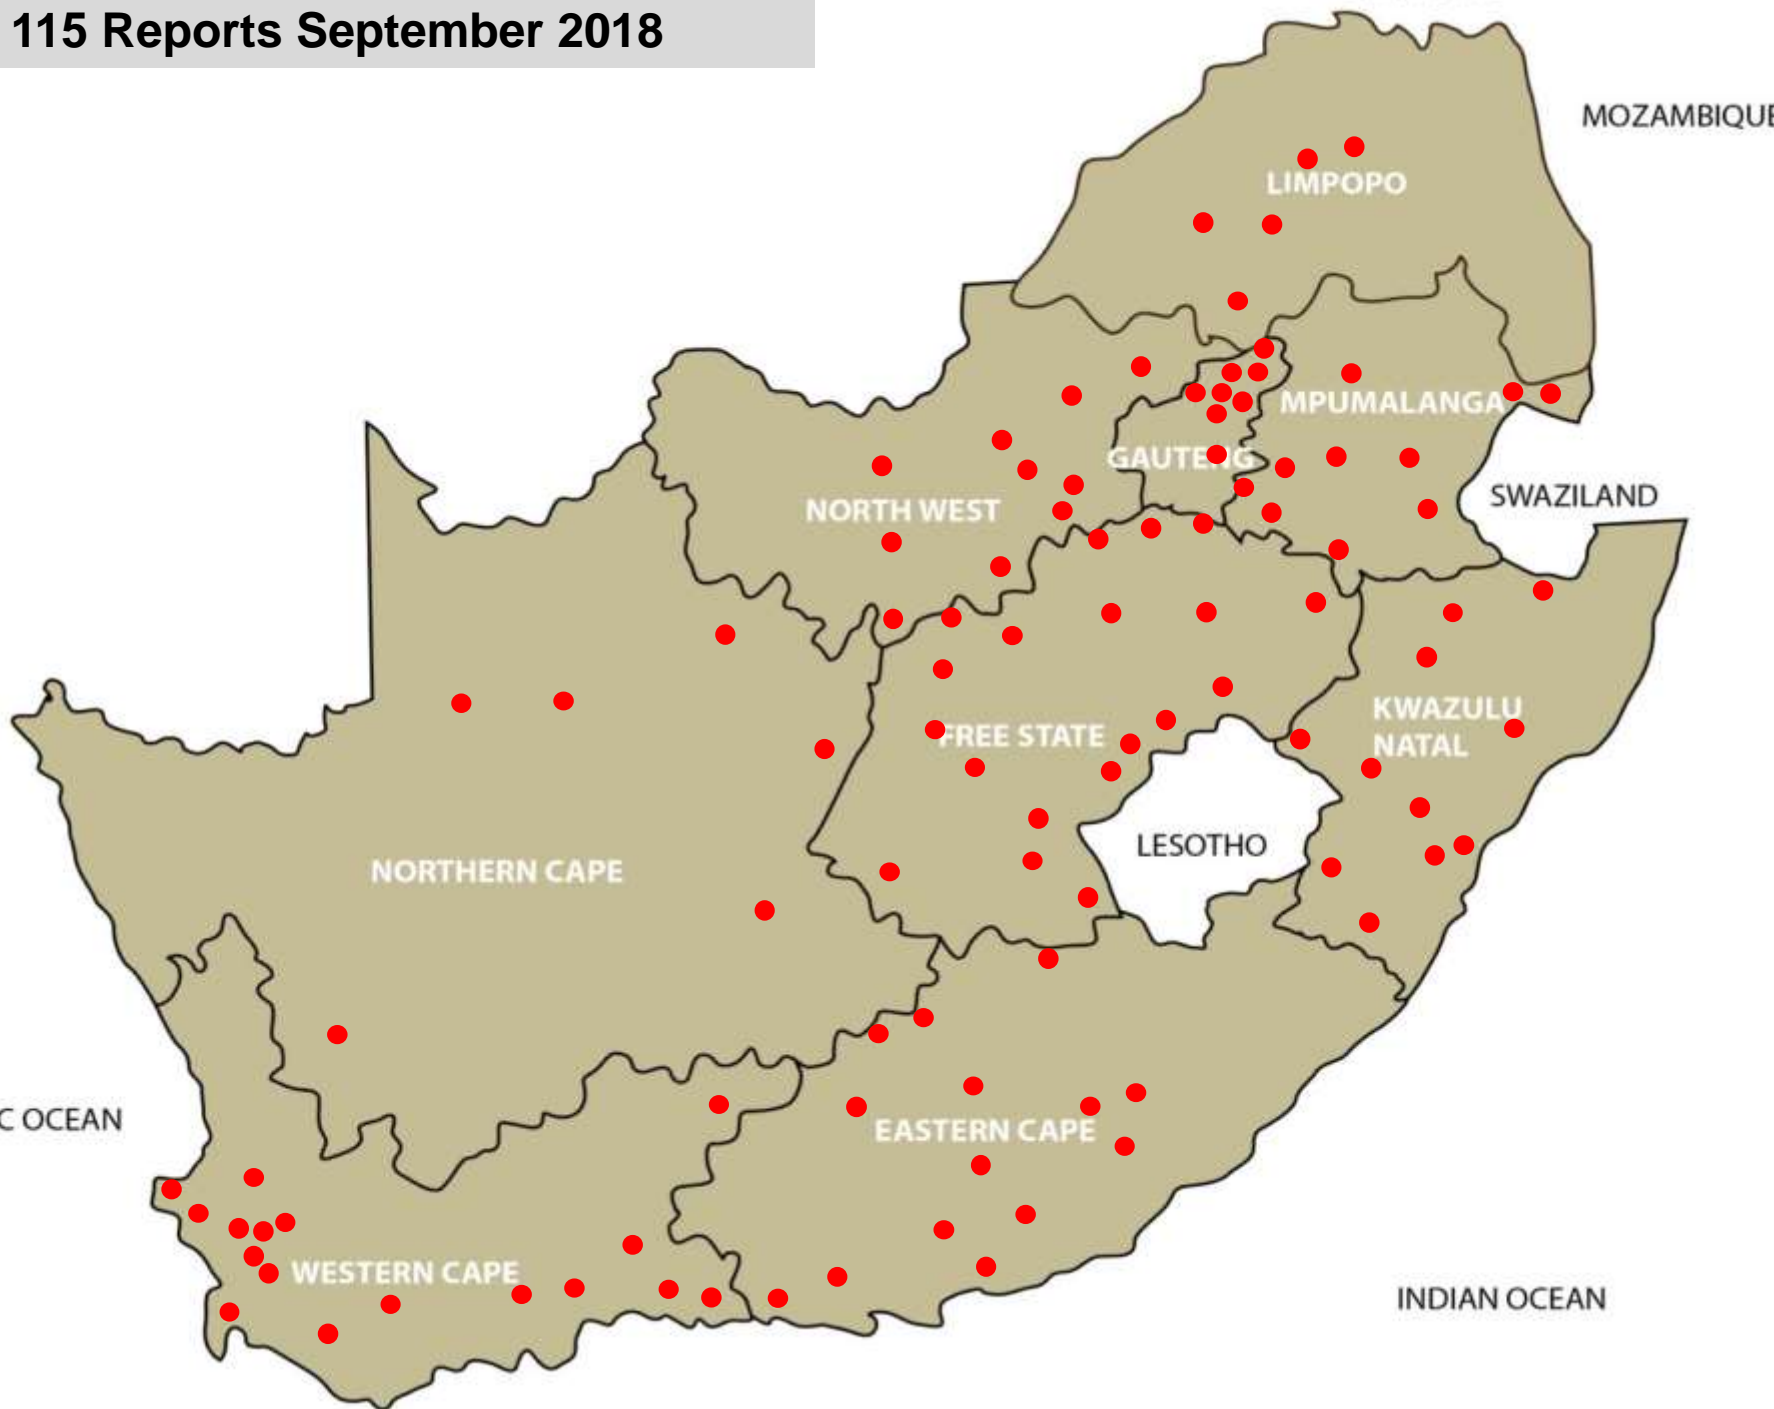 115 Reports September 2018
MOZAMBIQUE
LIMPOPO
MPUMALANGA
GAUTENG
SWAZILAND
NORTH WEST
KWAZULU
NATAL
FREE STATE
LESOTHO
NORTHERN CAPE
C OCEAN
EASTERN CAPE
WESTERN CAPE
INDIAN OCEAN